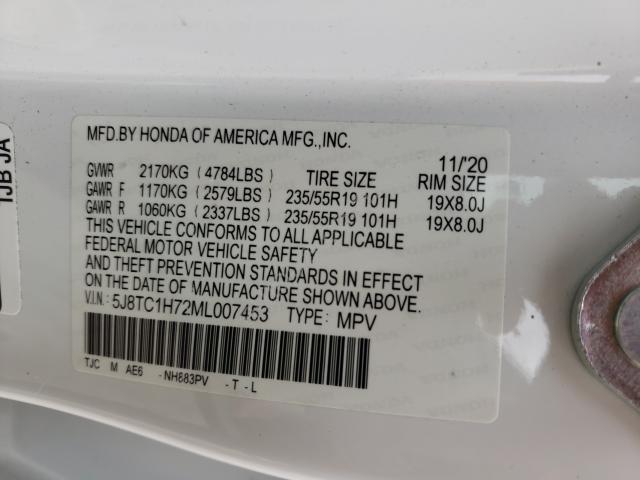 MFD.BY HONDA OF AMERICA MFG.,INC.
11/'20
GVWR 2170KG (4784LBS) TIRE SIZE RIM SIZE
GAWR F 1170KG (2579LBS) 235/55R19 101H 19X8.0J
GAWR R 1060KG (2337LBS) 235/55R19 101H 19X8.0J
THIS VEHICLE CONFORMS TO ALL APPLICABLE
FEDERAL MOTOR VEHICLE SAFETY
AND THEFT PREVENTION STANDARDS IN EFFECT
ON THE DATE OF MANUFACTURE SHOWN ABOVE.
V.I.N.: 5J8TC1H72ML007453 TYPE: MPV
TJC M AE6 -NH883PV -T-L
TJB JA